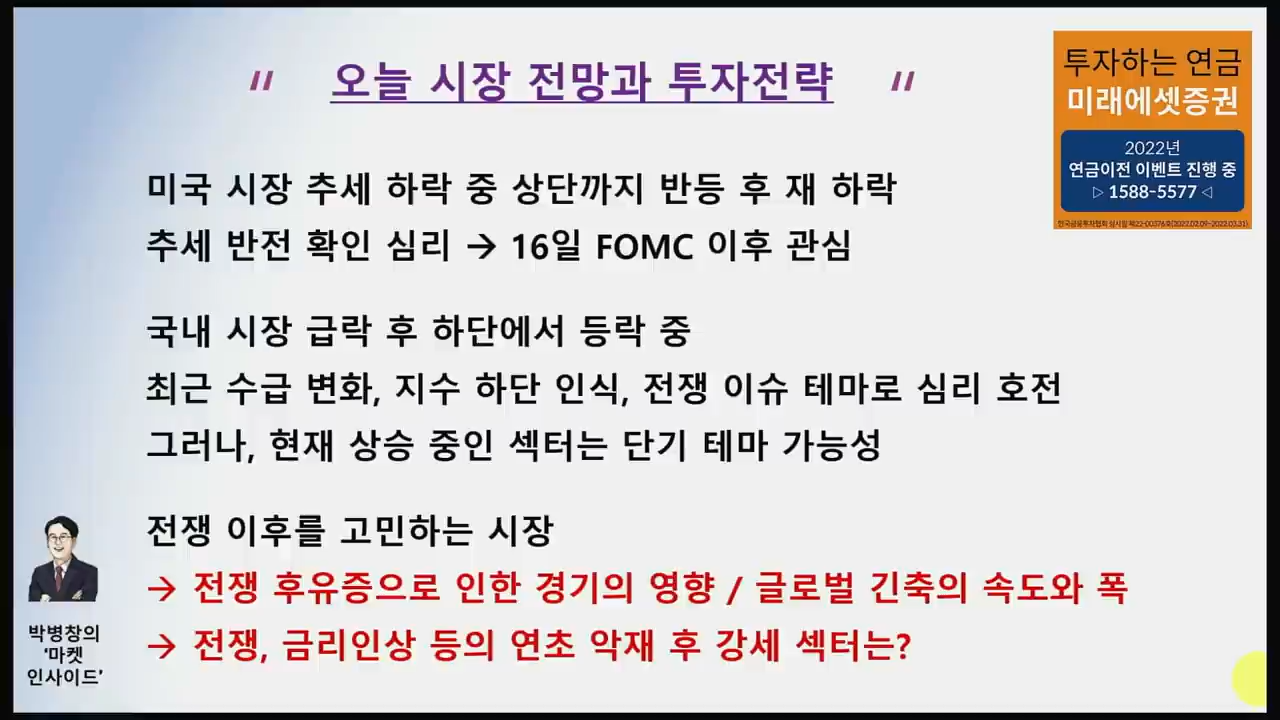 " 오늘 시장 전망과 투자전략 "
투자하는 연금
미래에셋증권
2022년
연금이전 이벤트 진행 중
▷ 1588-5577 ◁
미국 시장 추세 하락 중 상단까지 반등 후 재 하락
추세 반전 확인 심리 → 16일 FOMC 이후 관심
국내 시장 급락 후 하단에서 등락 중
최근 수급 변화, 지수 하단 인식, 전쟁 이슈 테마로 심리 호전
그러나, 현재 상승 중인 섹터는 단기 테마 가능성
전쟁 이후를 고민하는 시장
→ 전쟁 후유증으로 인한 경기의 영향 / 글로벌 긴축의 속도와 폭
→ 전쟁, 금리인상 등의 연초 악재 후 강세 섹터는?
박병창의
'마켓
인사이드'